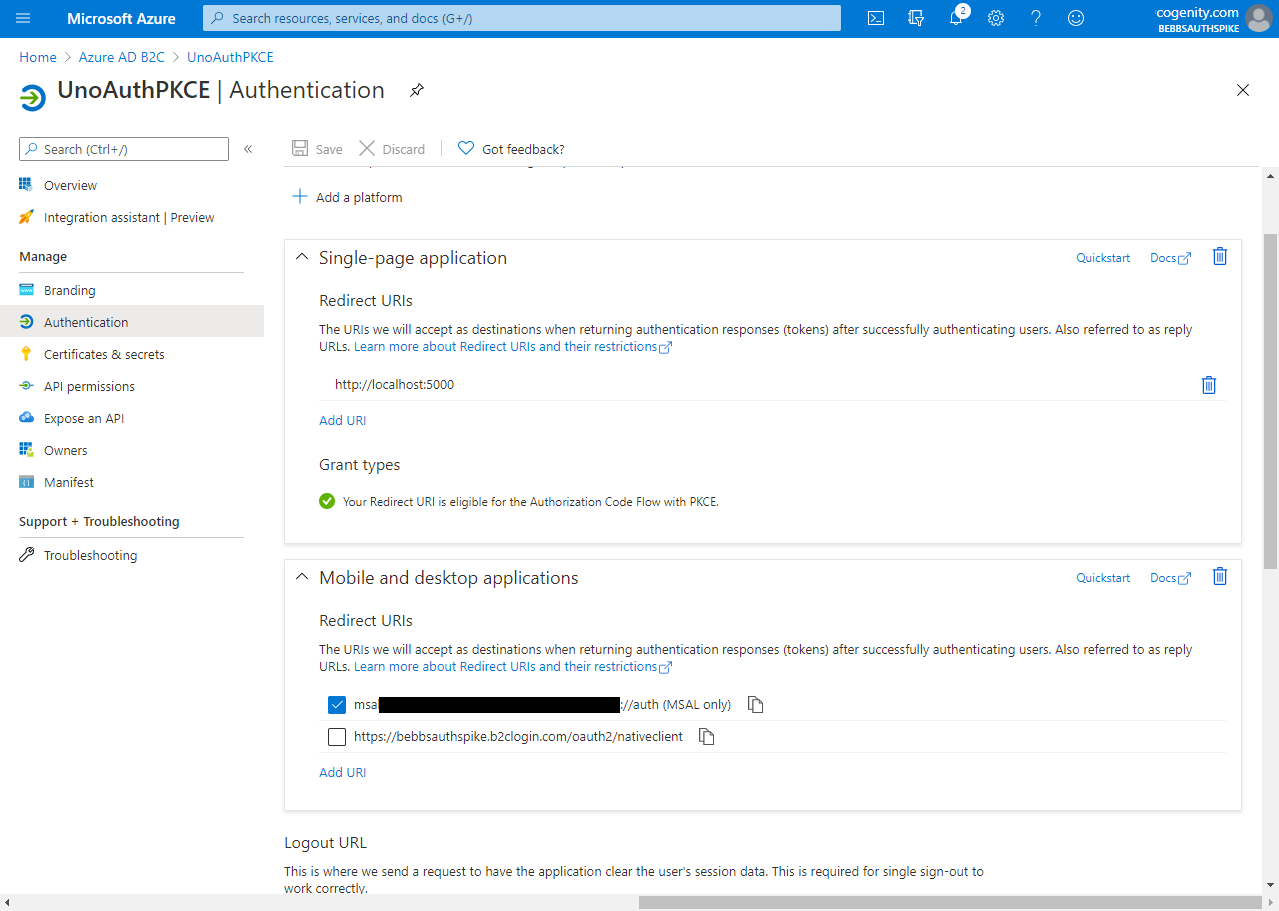 Microsoft Azure
Search resources, services, and docs (G+/)
2
cogenity.com
BEBBSAUTHSPIKE
Home > Azure AD B2C > UnoAuthPKCE
UnoAuthPKCE | Authentication
Search (Ctrl+/)
«
Overview
Integration assistant | Preview
Manage
Branding
Authentication
Certificates & secrets
API permissions
Expose an API
Owners
Manifest
Support + Troubleshooting
Troubleshooting
Save
Discard
Got feedback?
Add a platform
Single-page application
Quickstart
Docs
Redirect URIs
The URIs we will accept as destinations when returning authentication responses (tokens) after successfully authenticating users. Also referred to as reply
URLs. Learn more about Redirect URIs and their restrictions
http://localhost:5000
Add URI
Grant types
Your Redirect URI is eligible for the Authorization Code Flow with PKCE.
Mobile and desktop applications
Quickstart
Docs
Redirect URIs
The URIs we will accept as destinations when returning authentication responses (tokens) after successfully authenticating users. Also referred to as reply
URLs. Learn more about Redirect URIs and their restrictions
msal ://auth (MSAL only)
https://bebbsauthspike.b2clogin.com/oauth2/nativeclient
Add URI
Logout URL
This is where we send a request to have the application clear the user's session data. This is required for single sign-out to
work correctly.